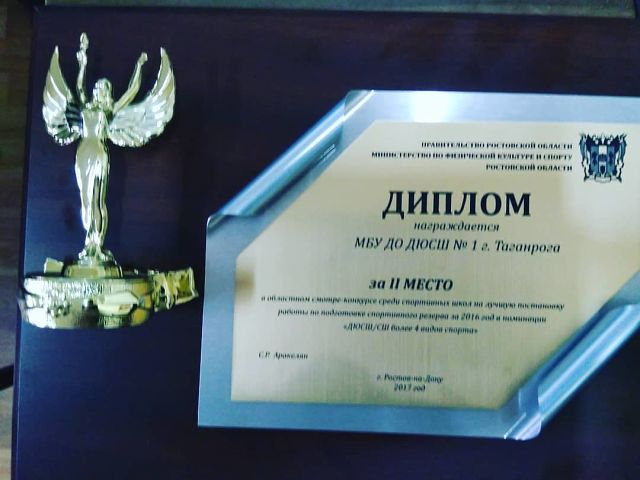 ПРАВИТЕЛЬСТВО РОСТОВСКОЙ ОБЛАСТИ
МИНИСТЕРСТВО ПО ФИЗИЧЕСКОЙ КУЛЬТУРЕ И СПОРТУ
РОСТОВСКОЙ ОБЛАСТИ
ДИПЛОМ
награждается
МБУ ДО ДЮСШ № 1 г. Таганрога
за II МЕСТО
в областном смотре-конкурсе среди спортивных школ на лучшую постановку
работы по подготовке спортивного резерва за 2016 год в номинации
«ДЮСШ/СШ более 4 видов спорта»
С.Р. Аракелян
г. Ростов-на-Дону
2017 год